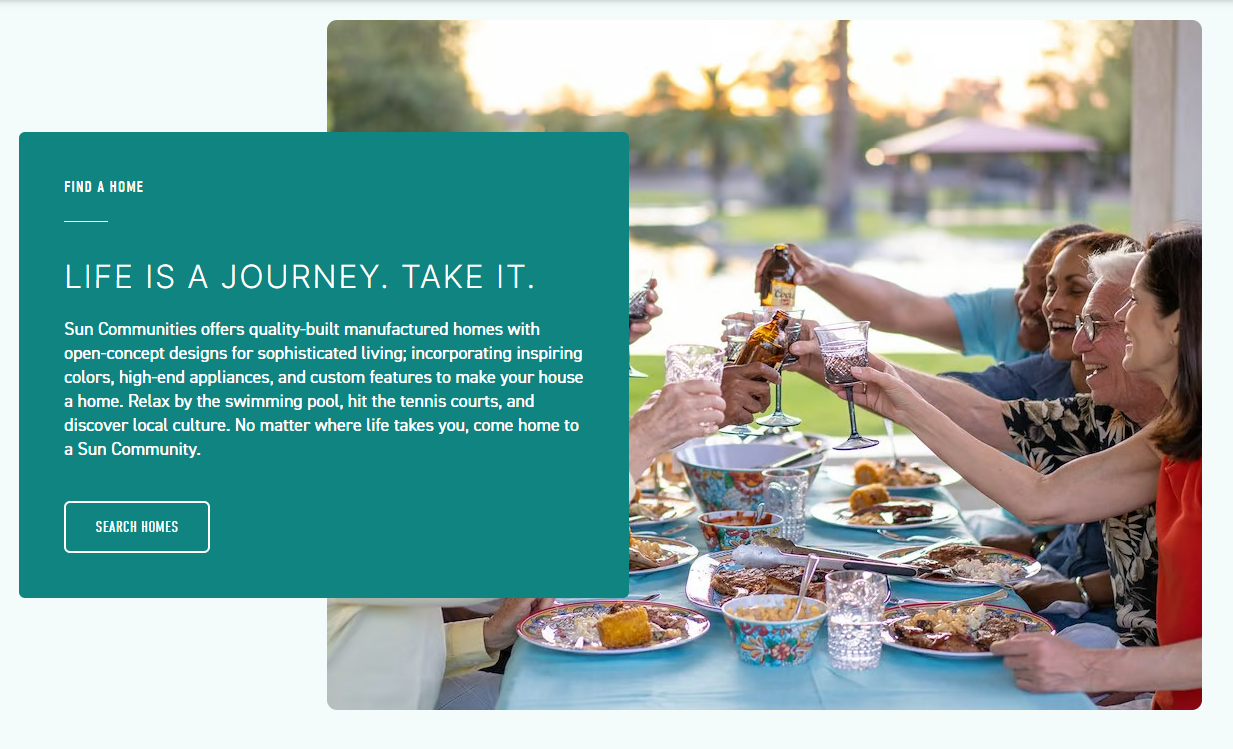 FIND A HOME
LIFE IS A JOURNEY. TAKE IT.
Sun Communities offers quality-built manufactured homes with
open-concept designs for sophisticated living; incorporating inspiring
colors, high-end appliances, and custom features to make your house
a home. Relax by the swimming pool, hit the tennis courts, and
discover local culture. No matter where life takes you, come home to
a Sun Community.
SEARCH HOMES